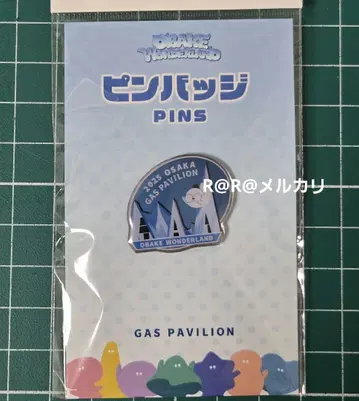 OBAKE
WONDERLAND
ピンバッジ
PINS
R@R@メルカリ
2025 OSAKA
GAS PAVILION
OBAKE WONDERLAND
GAS PAVILION